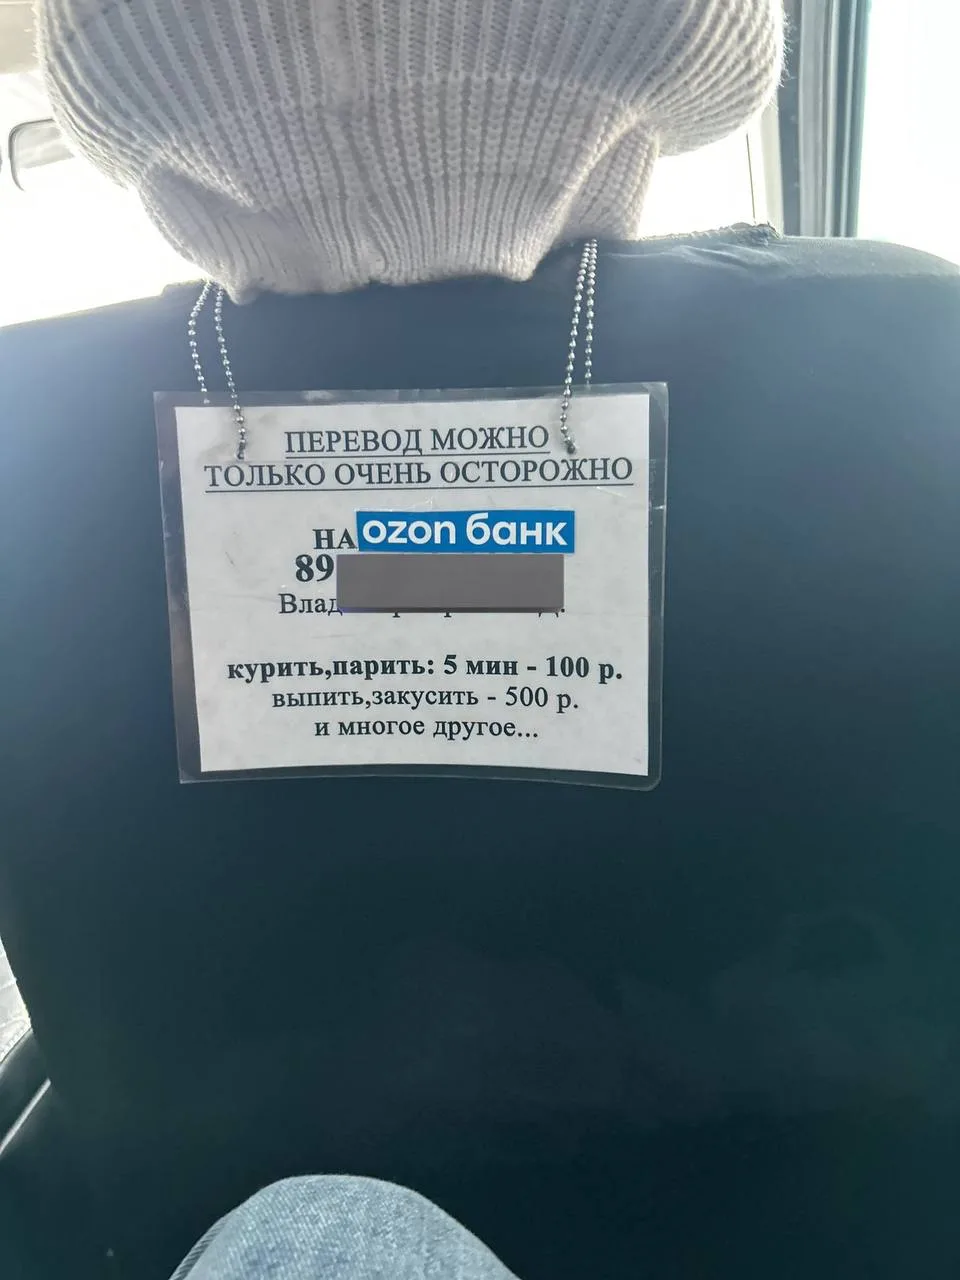 ПЕРЕВОД МОЖНО
ТОЛЬКО ОЧЕНЬ ОСТОРОЖНО
НА ozon банк
89
Влад
курить,парить: 5 мин - 100 р.
выпить,закусить - 500 р.
и многое другое...